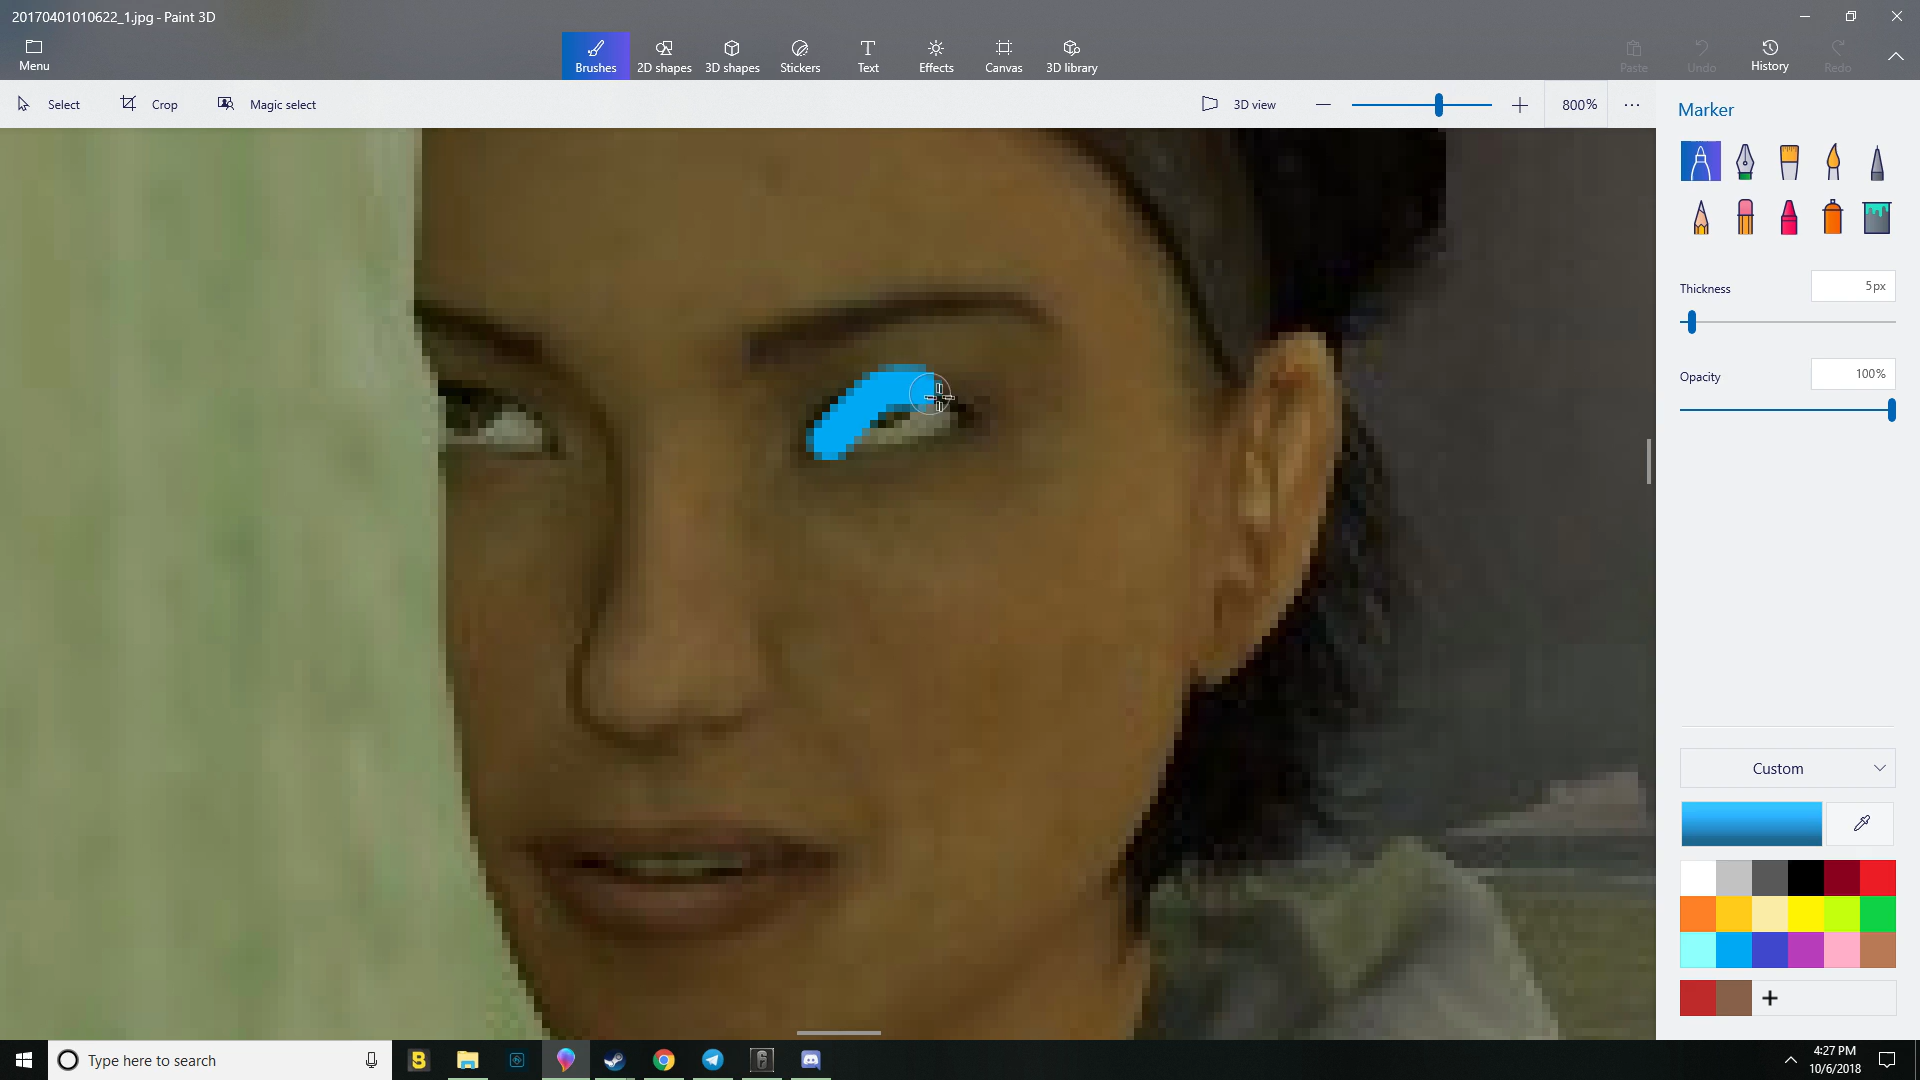 20170401010622_1.jpg - Paint 3D
Menu
Brushes
2D shapes
3D shapes
Stickers
Text
Effects
Canvas
3D library
Paste
Undo
History
Redo
Select
Crop
Magic select
3D view
800%
Marker
Thickness
5px
Opacity
100%
Custom
Type here to search
B
6
4:27 PM
10/6/2018